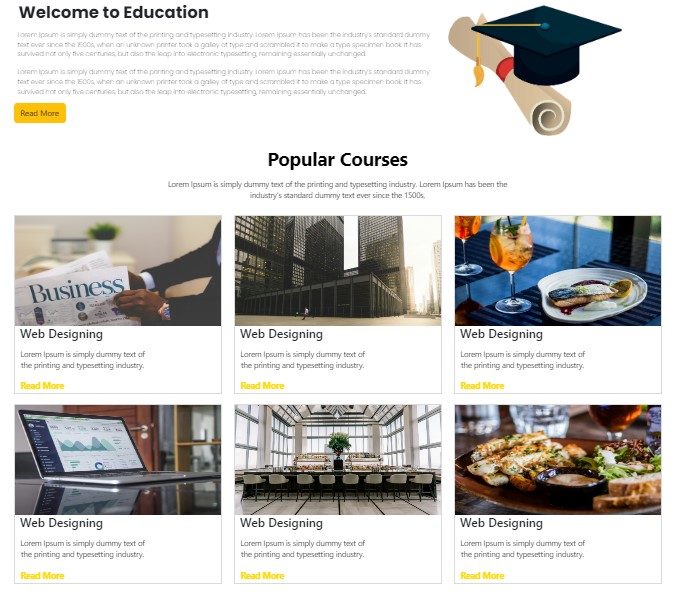 Welcome to Education
Lorem Ipsum is simply dummy text of the printing and typesetting industry. Lorem Ipsum has been the industry's standard dummy
text ever since the 1500s, when an unknown printer took a galley of type and scrambled it to make a type specimen book. It has
survived not only five centuries, but also the leap into electronic typesetting, remaining essentially unchanged.
Lorem Ipsum is simply dummy text of the printing and typesetting industry. Lorem Ipsum has been the industry's standard dummy
text ever since the 1500s, when an unknown printer took a galley of type and scrambled it to make a type specimen book. It has
survived not only five centuries, but also the leap into electronic typesetting, remaining essentially unchanged.
Read More
Popular Courses
Lorem Ipsum is simply dummy text of the printing and typesetting industry. Lorem Ipsum has been the
industry's standard dummy text ever since the 1500s,
Business
Web Designing
Lorem Ipsum is simply dummy text of
the printing and typesetting industry.
Read More
Web Designing
Lorem Ipsum is simply dummy text of
the printing and typesetting industry.
Read More
Web Designing
Lorem Ipsum is simply dummy text of
the printing and typesetting industry.
Read More
Web Designing
Lorem Ipsum is simply dummy text of
the printing and typesetting industry.
Read More
Web Designing
Lorem Ipsum is simply dummy text of
the printing and typesetting industry.
Read More
Web Designing
Lorem Ipsum is simply dummy text of
the printing and typesetting industry.
Read More